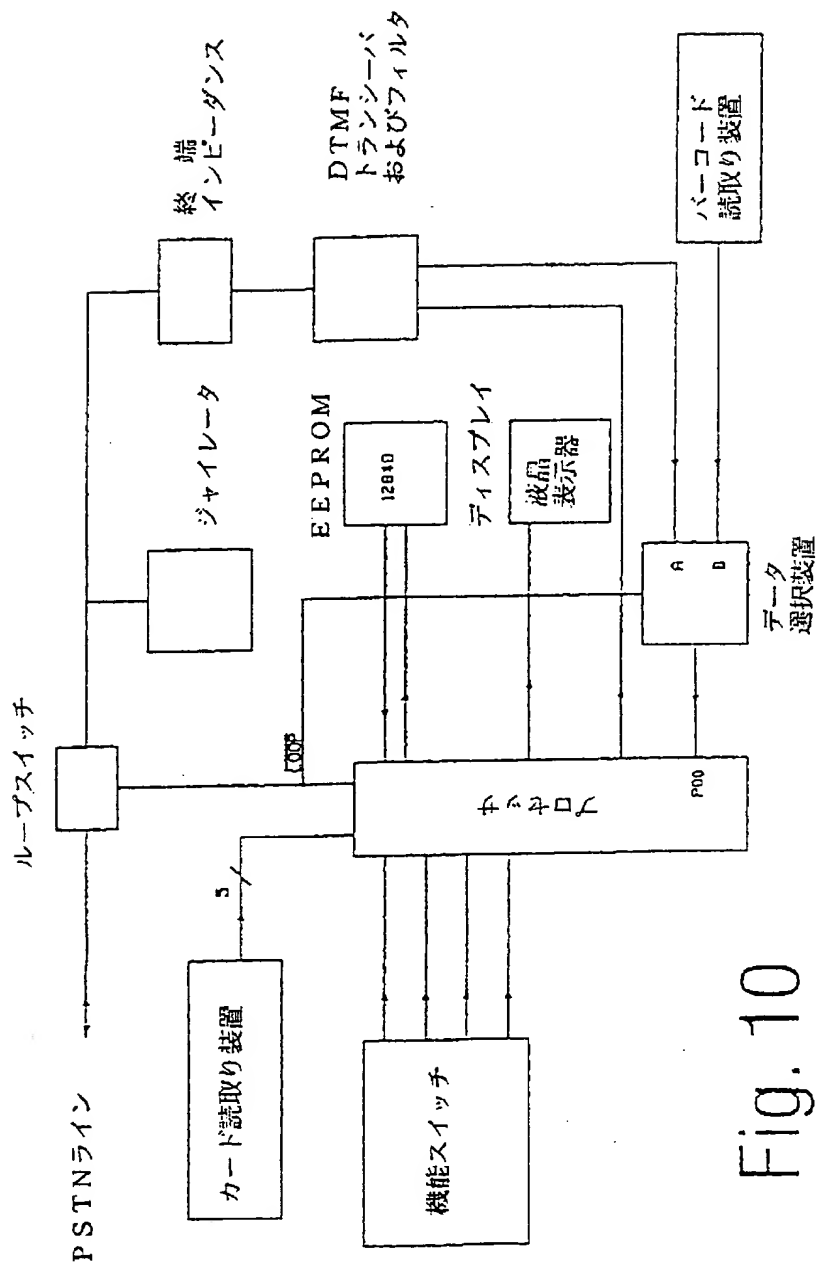 PSTNライン
ループスイッチ
ジャイレータ
終 端
インピーダンス
DTMF
トランシーバ
およびフィルタ
カード読取り装置
5
LOOP
EEPROM
ディスプレイ
液晶
表示器
機能スイッチ
プロセッサ
P00
A
B
データ
選択装置
バーコード
読取り装置
Fig. 10